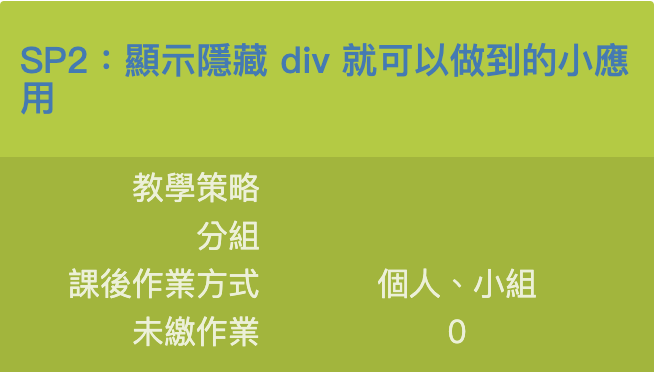 SP2：顯示隱藏 div 就可以做到的小應
用
教學策略
分組
課後作業方式 個人、小組
未繳作業 0